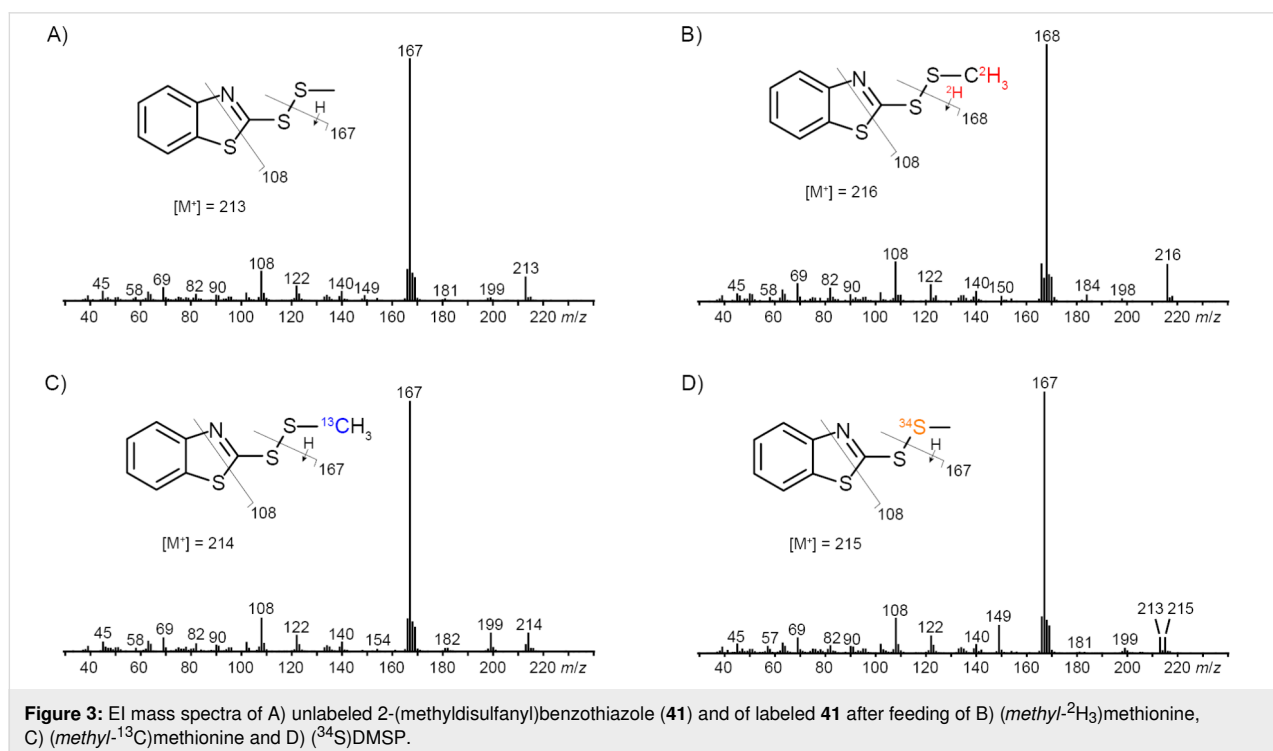 A)
167
N
S
H
S
167
S
108
[M⁺] = 213
45 58 69 82 90 108 122 140 149 181 199 213
40 60 80 100 120 140 160 180 200 220 m/z
B)
168
N
S C²H₃
²H
S
168
S
108
[M⁺] = 216
45 58 69 82 90 108 122 140 150 184 198 216
40 60 80 100 120 140 160 180 200 220 m/z
C)
167
N
S ¹³CH₃
H
S
167
S
108
[M⁺] = 214
45 58 69 82 90 108 122 140 154 182 199 214
40 60 80 100 120 140 160 180 200 220 m/z
D)
167
N
³⁴S
H
S
167
S
108
[M⁺] = 215
45 57 69 82 90 108 122 140 149 181 199 213 215
40 60 80 100 120 140 160 180 200 220 m/z
Figure 3: EI mass spectra of A) unlabeled 2-(methyldisulfanyl)benzothiazole (41) and of labeled 41 after feeding of B) (methyl-²H₃)methionine,
C) (methyl-¹³C)methionine and D) (³⁴S)DMSP.